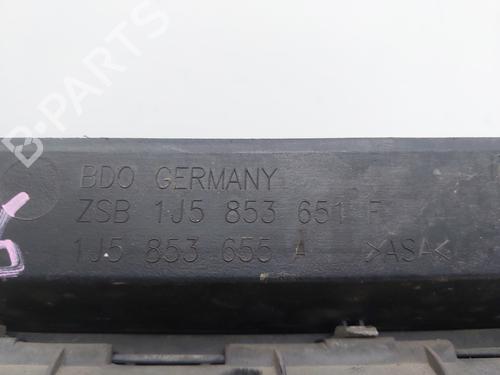 B-PARTS
BDO GERMANY
ZSB 1J5 853 651 F
1J5 853 655 A >ASA<